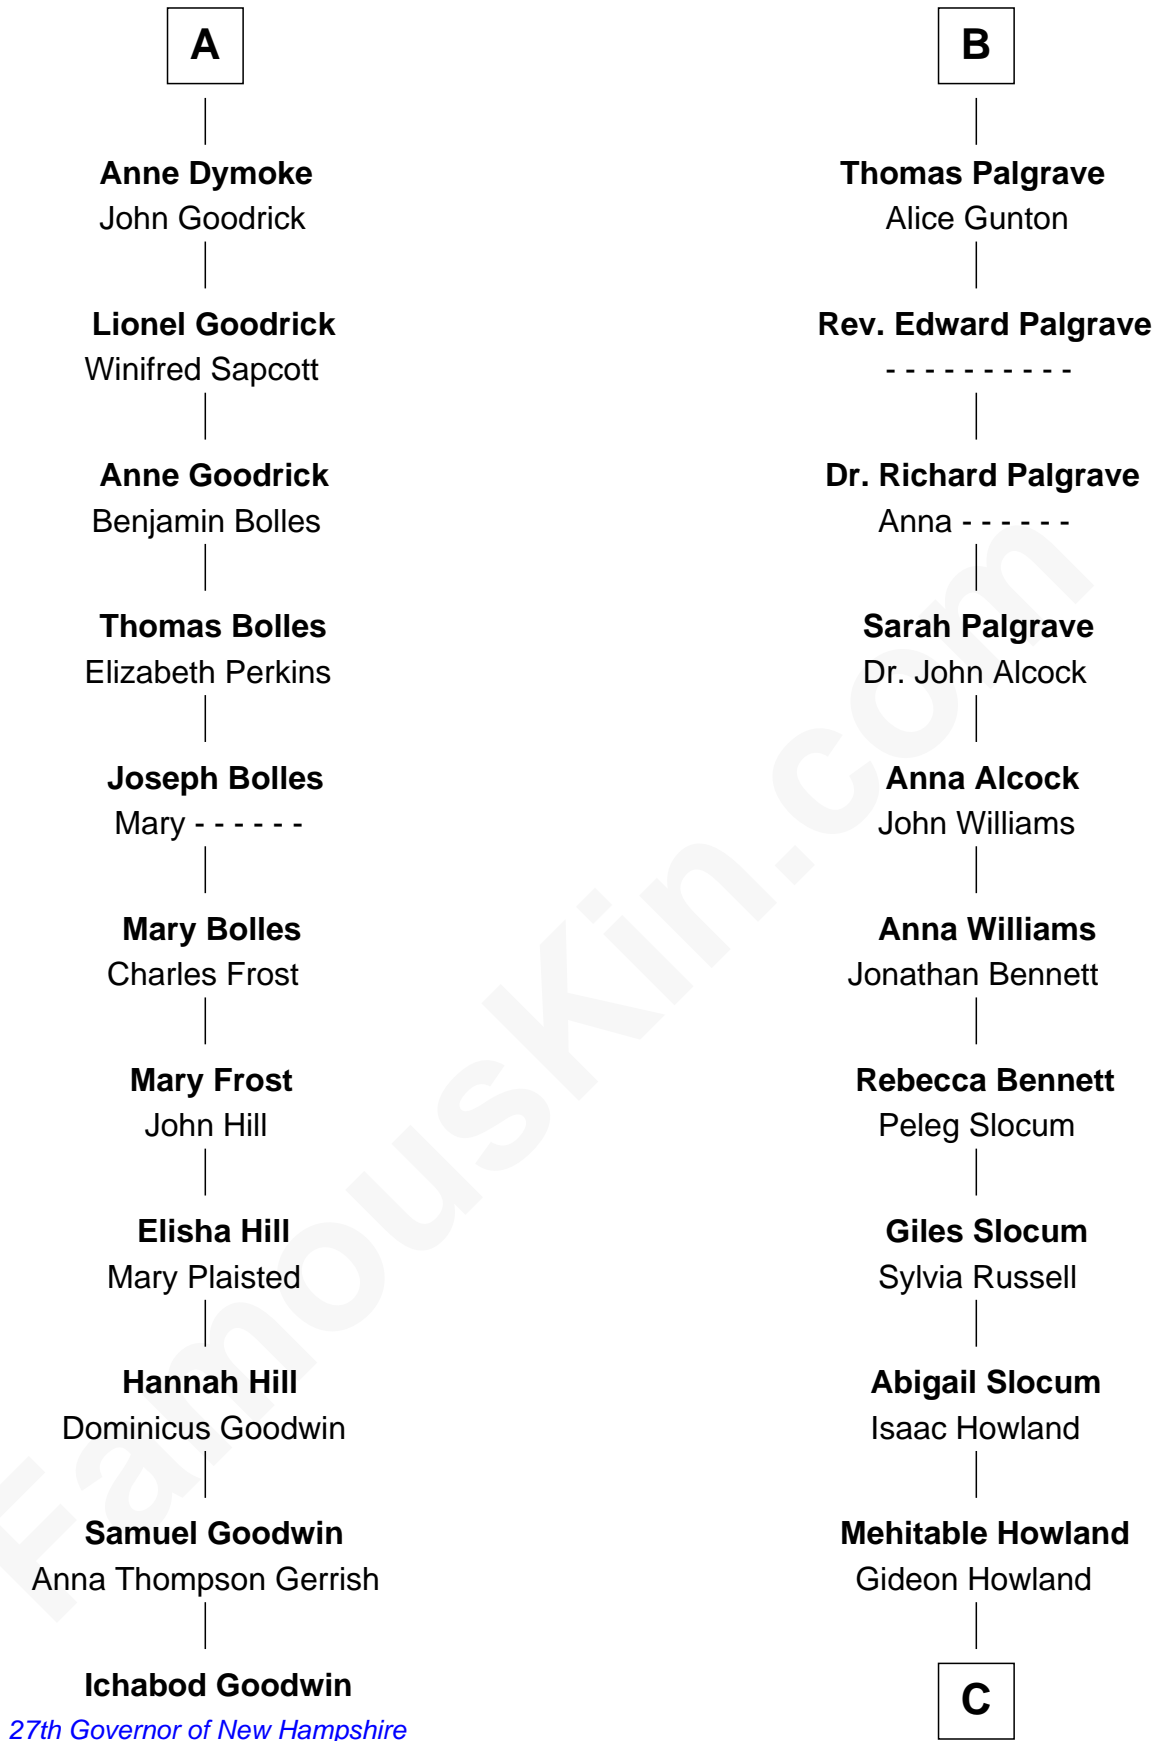 A
Anne Dymoke
John Goodrick
Lionel Goodrick
Winifred Sapcott
Anne Goodrick
Benjamin Bolles
Thomas Bolles
Elizabeth Perkins
Joseph Bolles
Mary - - - - - -
Mary Bolles
Charles Frost
Mary Frost
John Hill
Elisha Hill
Mary Plaisted
Hannah Hill
Dominicus Goodwin
Samuel Goodwin
Anna Thompson Gerrish
Ichabod Goodwin
27th Governor of New Hampshire
B
Thomas Palgrave
Alice Gunton
Rev. Edward Palgrave
- - - - - - - - - -
Dr. Richard Palgrave
Anna - - - - - -
Sarah Palgrave
Dr. John Alcock
Anna Alcock
John Williams
Anna Williams
Jonathan Bennett
Rebecca Bennett
Peleg Slocum
Giles Slocum
Sylvia Russell
Abigail Slocum
Isaac Howland
Mehitable Howland
Gideon Howland
C
FamousKin.com